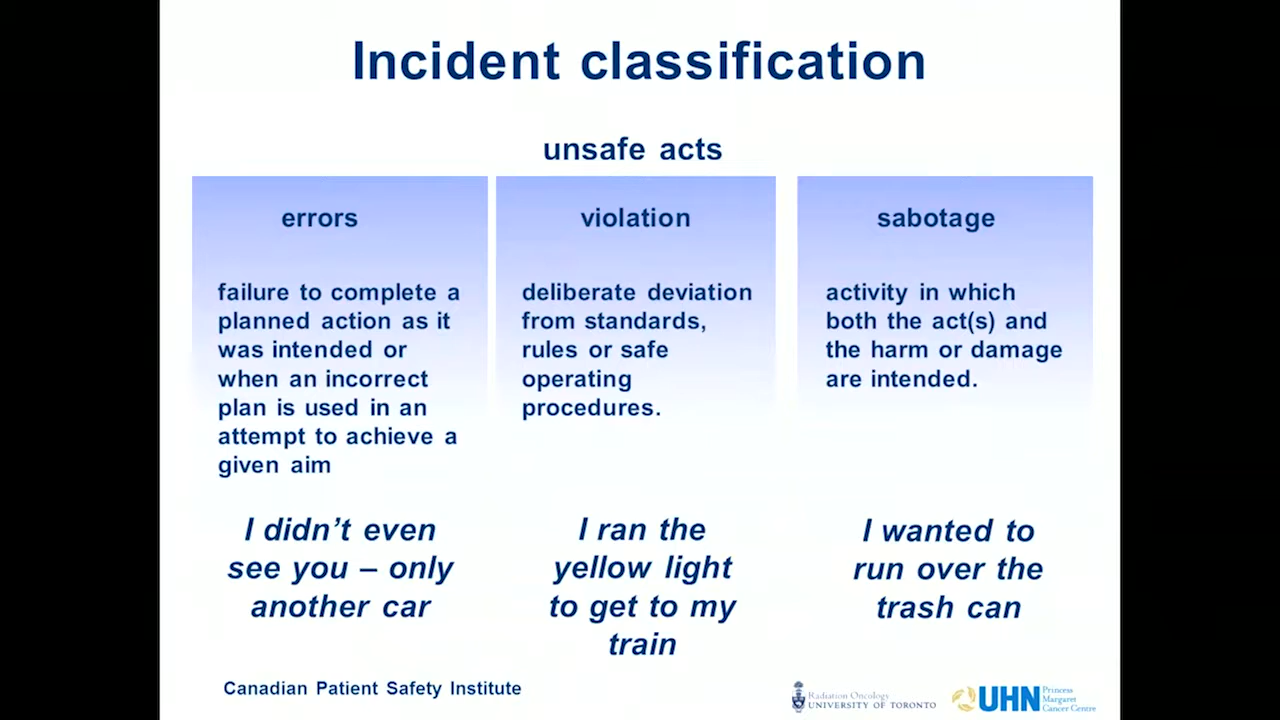 Incident classification
unsafe acts
errors
failure to complete a
planned action as it
was intended or
when an incorrect
plan is used in an
attempt to achieve a
given aim
I didn't even
see you – only
another car
violation
deliberate deviation
from standards,
rules or safe
operating
procedures.
I ran the
yellow light
to get to my
train
sabotage
activity in which
both the act(s) and
the harm or damage
are intended.
I wanted to
run over the
trash can
Canadian Patient Safety Institute
Radiation Oncology
UNIVERSITY OF TORONTO
UHN
Princess
Margaret
Cancer Centre